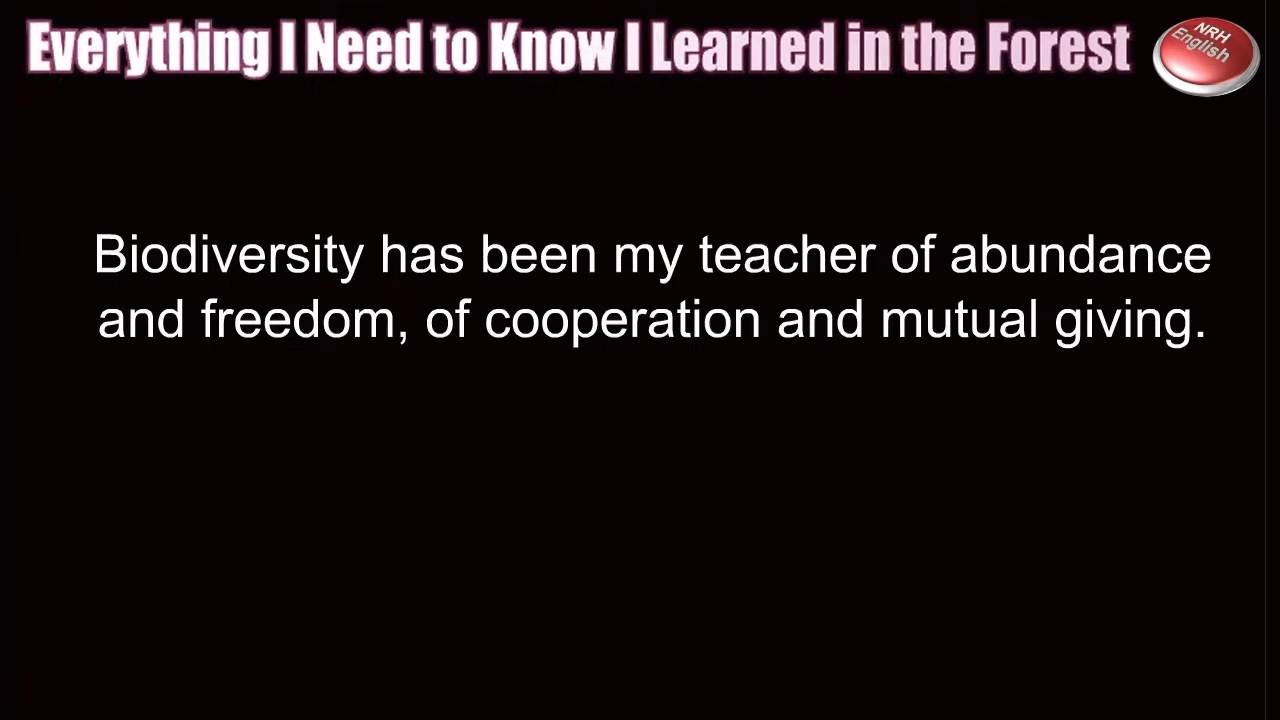 Everything I Need to Know I Learned in the Forest
NRH
English
Biodiversity has been my teacher of abundance
and freedom, of cooperation and mutual giving.